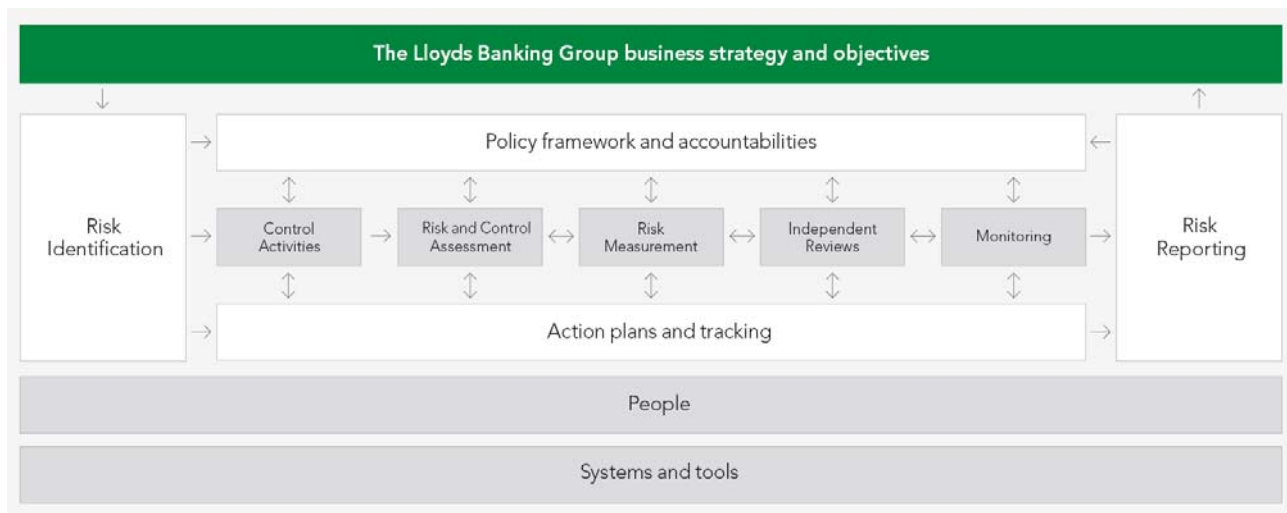 The Lloyds Banking Group business strategy and objectives
Policy framework and accountabilities
Risk
Identification
Control
Activities
Risk and Control
Assessment
Risk
Measurement
Independent
Reviews
Monitoring
Risk
Reporting
Action plans and tracking
People
Systems and tools